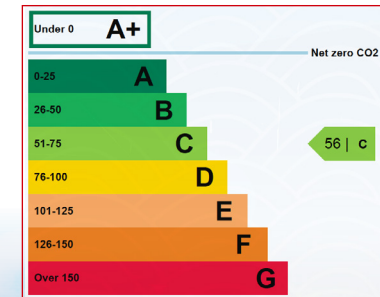 Under 0 A+
Net zero CO2
0-25 A
26-50 B
51-75 C
56 | C
76-100 D
101-125 E
126-150 F
Over 150 G